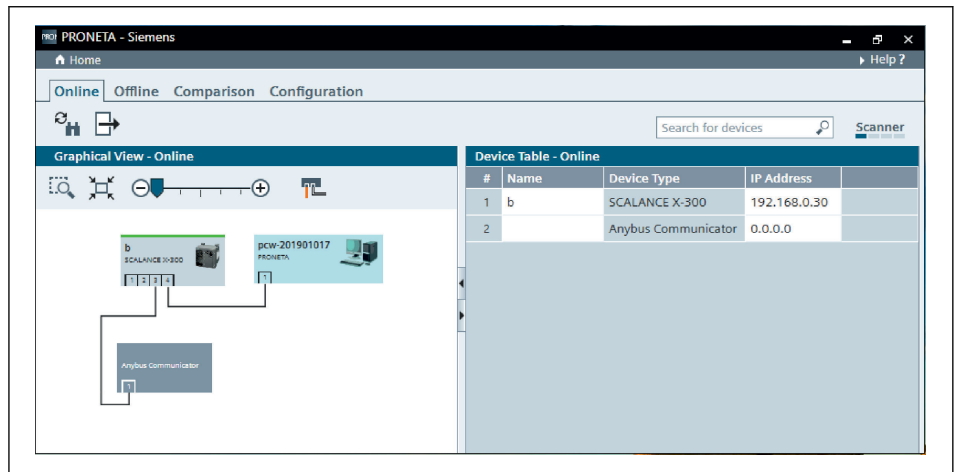 PRONETA - Siemens
Home
Help ?
Online Offline Comparison Configuration
Search for devices
Scanner
Graphical View - Online
Device Table - Online
# Name Device Type IP Address
1 b SCALANCE X-300 192.168.0.30
2 Anybus Communicator 0.0.0.0
b
SCALANCE X-300
1 2 3 4
pcw-201901017
PRONETA
1
Anybus Communicator
1